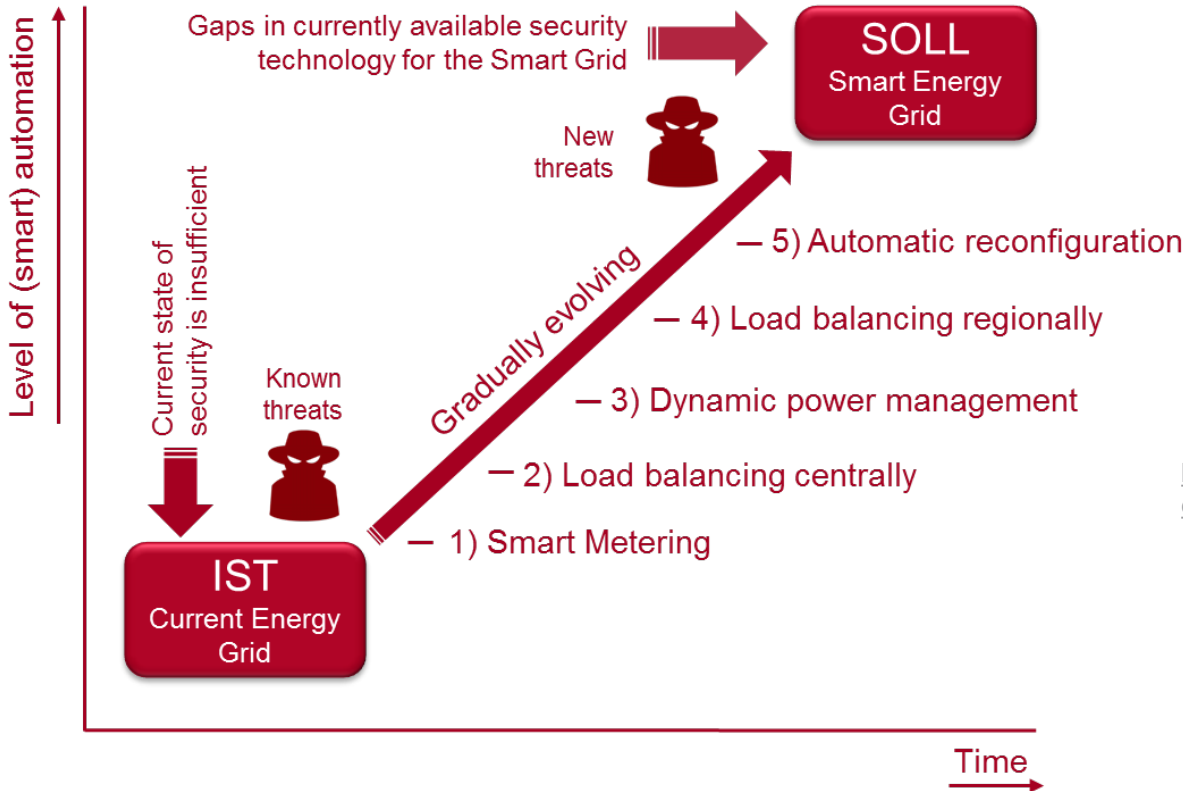 Level of (smart) automation
Gaps in currently available security
technology for the Smart Grid
SOLL
Smart Energy
Grid
New
threats
Current state of
security is insufficient
Known
threats
Gradually evolving
5) Automatic reconfiguration
4) Load balancing regionally
3) Dynamic power management
2) Load balancing centrally
1) Smart Metering
IST
Current Energy
Grid
Time